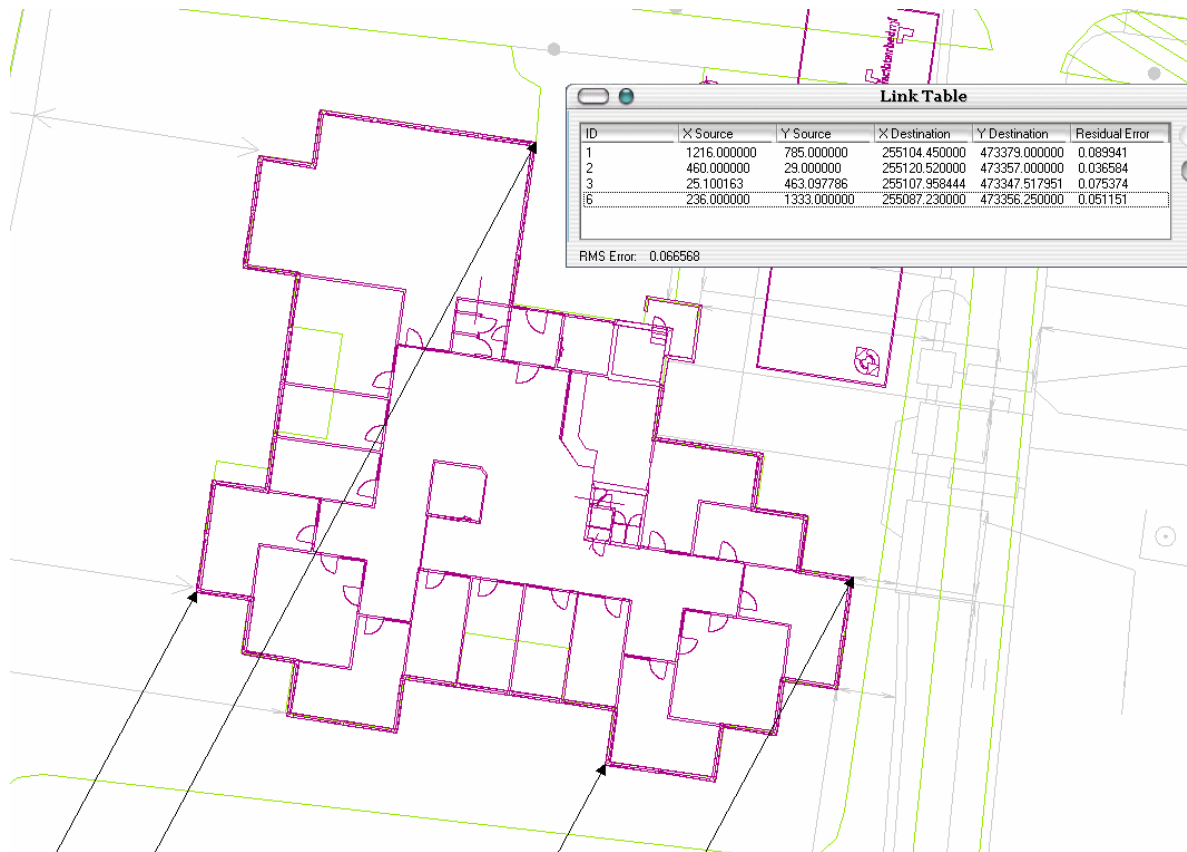 Link Table
ID X Source Y Source X Destination Y Destination Residual Error
1 1216.000000 785.000000 255104.450000 473379.000000 0.089941
2 460.000000 29.000000 255120.520000 473357.000000 0.036584
3 25.100163 463.097786 255107.958444 473347.517951 0.075374
6 236.000000 1333.000000 255087.230000 473356.250000 0.051151
RMS Error: 0.066568